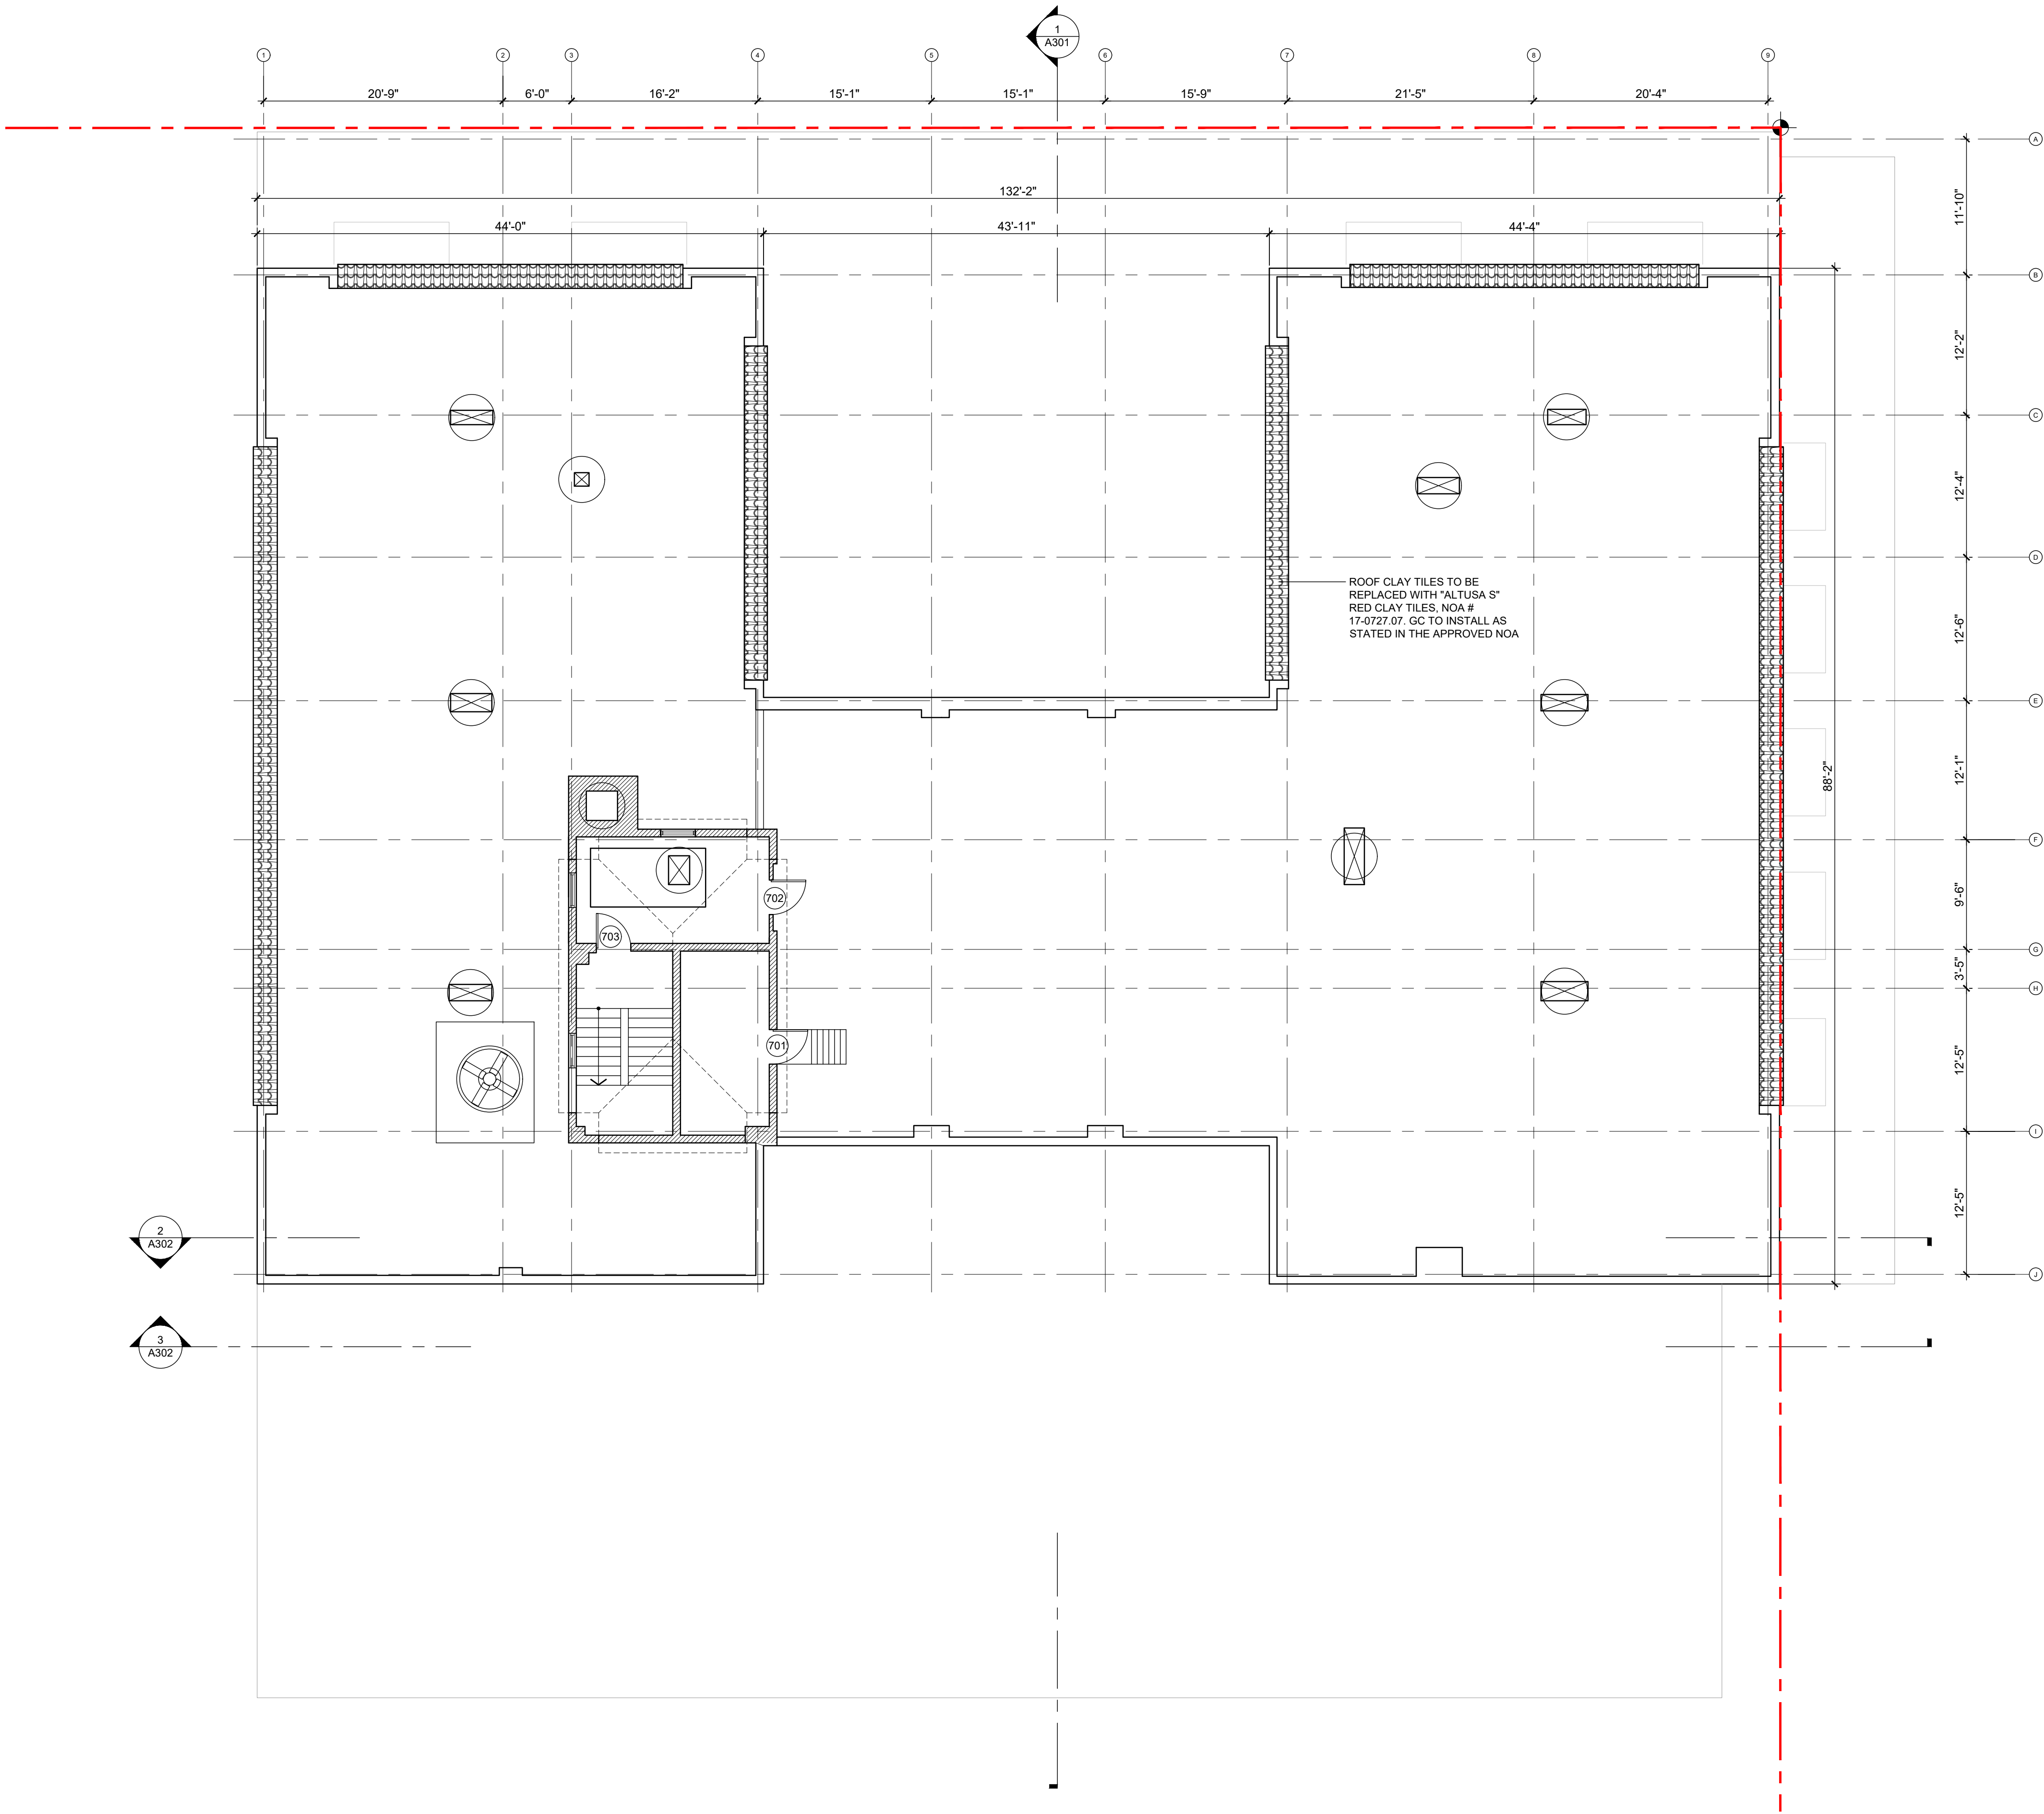 1
A301
1
2
3
4
5
6
7
8
9
20'-9"
6'-0"
16'-2"
15'-1"
15'-1"
15'-9"
21'-5"
20'-4"
A
132'-2"
11'-10"
44'-0"
43'-11"
44'-4"
B
12'-2"
C
12'-4"
D
ROOF CLAY TILES TO BE
REPLACED WITH "ALTUSA S"
RED CLAY TILES, NOA #
17-0727.07. GC TO INSTALL AS
STATED IN THE APPROVED NOA
12'-6"
E
12'-1"
88'-2"
F
702
9'-6"
703
G
3'-5"
H
701
12'-5"
I
12'-5"
2
A302
J
3
A302